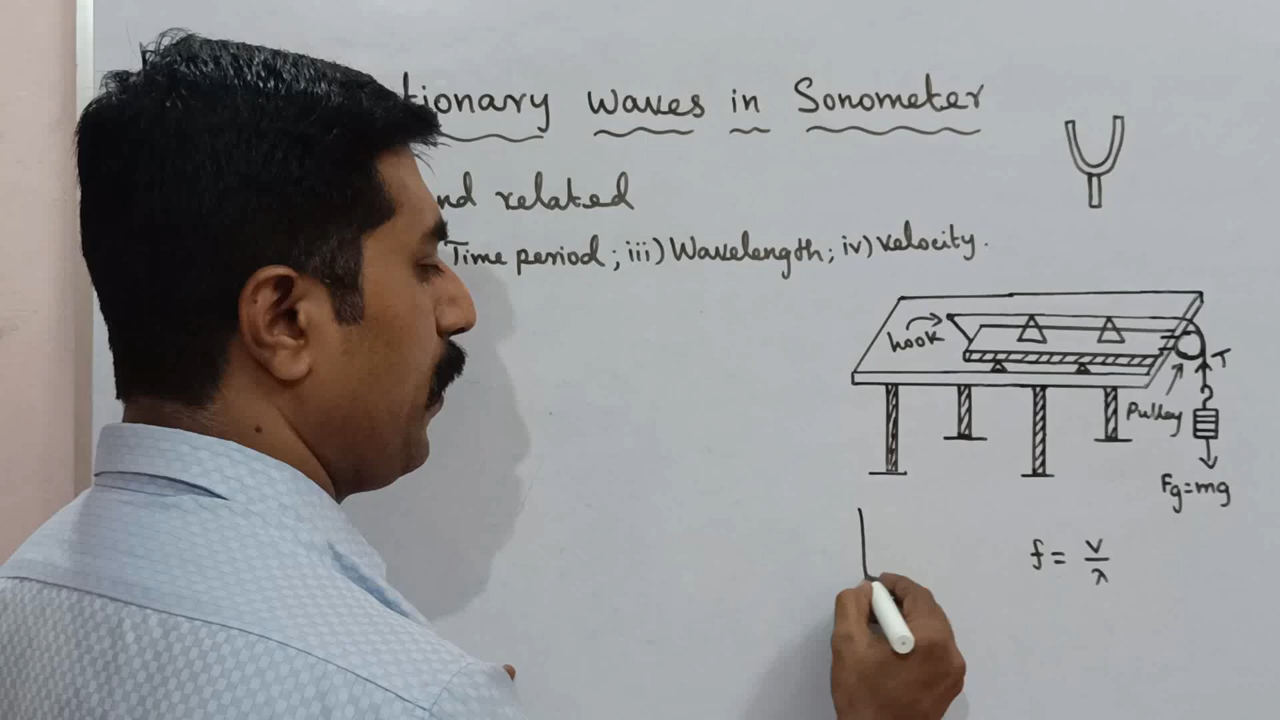 tionary Waves in Sonometer
nd related
Time period; iii) Wavelength; iv) Velocity.
hook
T
Pulley
Fg=mg
f = v/λ